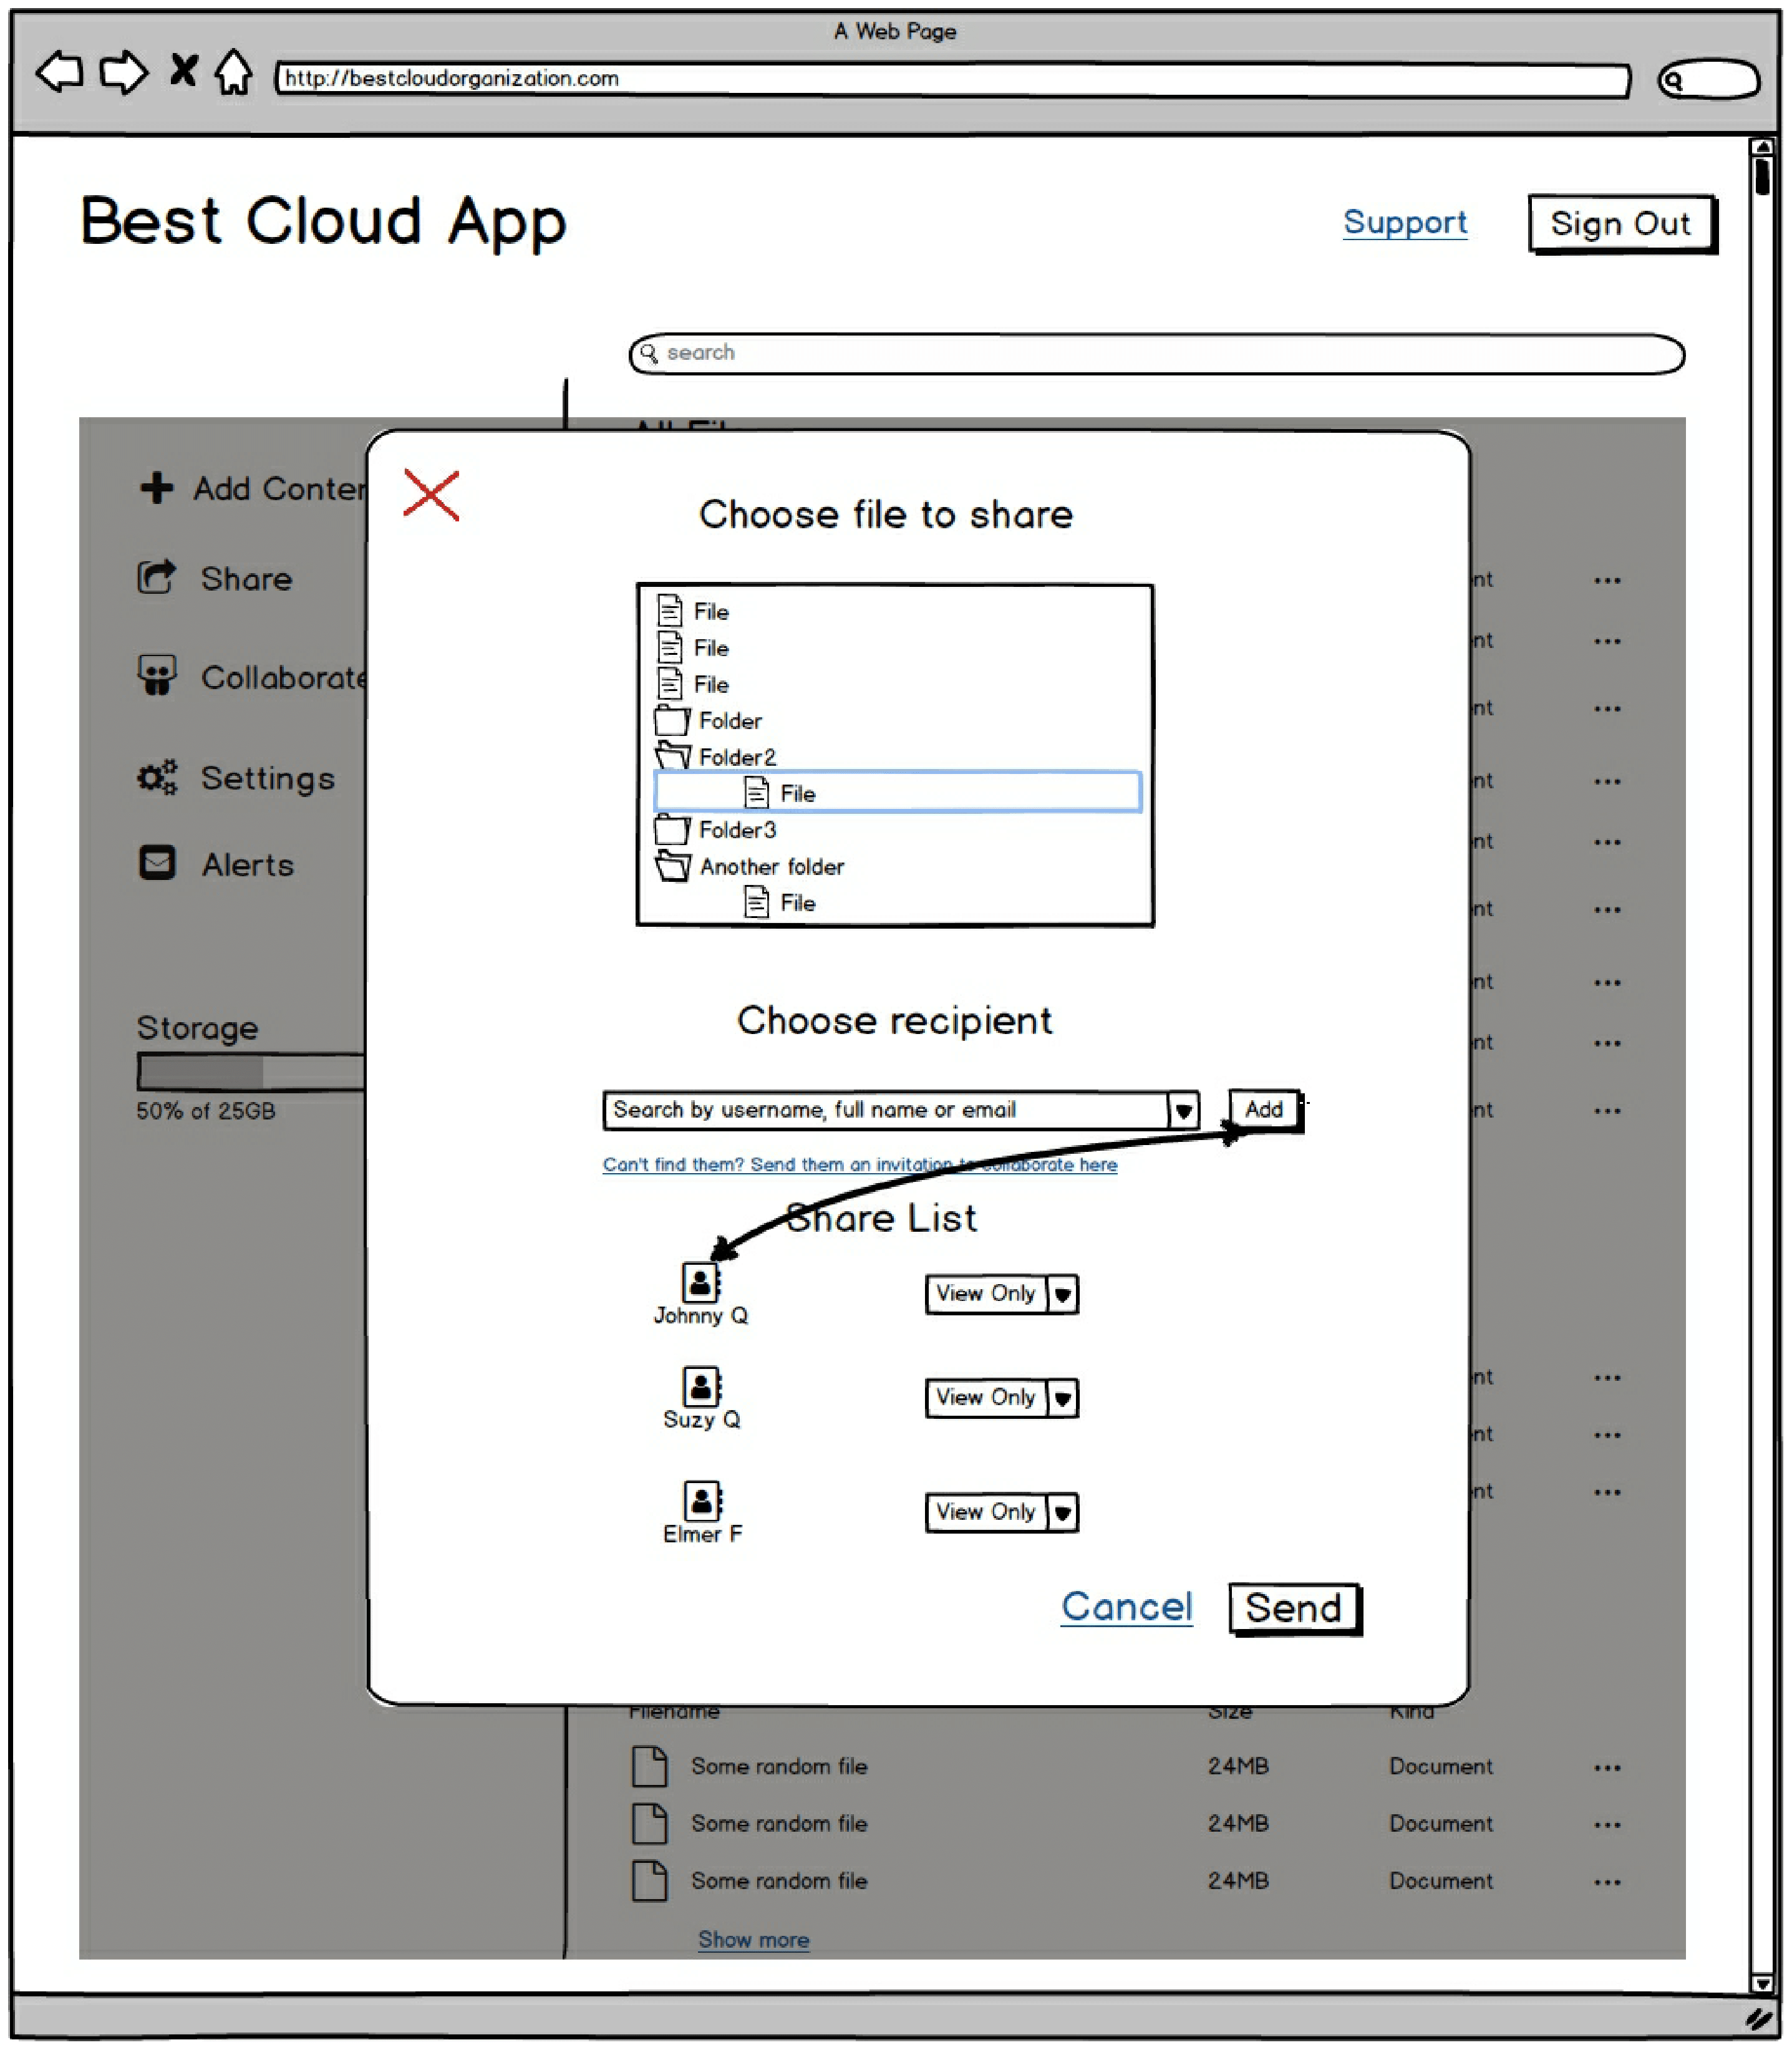 A Web Page
http://bestcloudorganization.com
Best Cloud App
Support
Sign Out
search
Add Conten
Share
Collaborate
Settings
Alerts
Storage
50% of 25GB
Choose file to share
File
File
File
Folder
Folder2
File
Folder3
Another folder
File
Choose recipient
Search by username, full name or email
Add
Can't find them? Send them an invitation to collaborate here
Share List
Johnny Q View Only
Suzy Q View Only
Elmer F View Only
Cancel Send
nt ...
nt ...
nt ...
nt ...
nt ...
nt ...
nt ...
nt ...
nt ...
nt ...
nt ...
nt ...
Filename Size Kind
Some random file 24MB Document ...
Some random file 24MB Document ...
Some random file 24MB Document ...
Show more